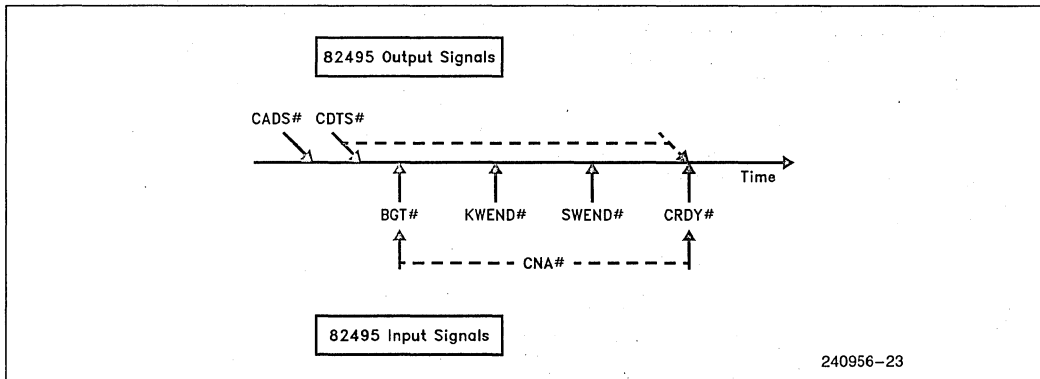 82495 Output Signals
CADS# CDTS#
Time
BGT# KWEND# SWEND# CRDY#
CNA#
82495 Input Signals
240956-23